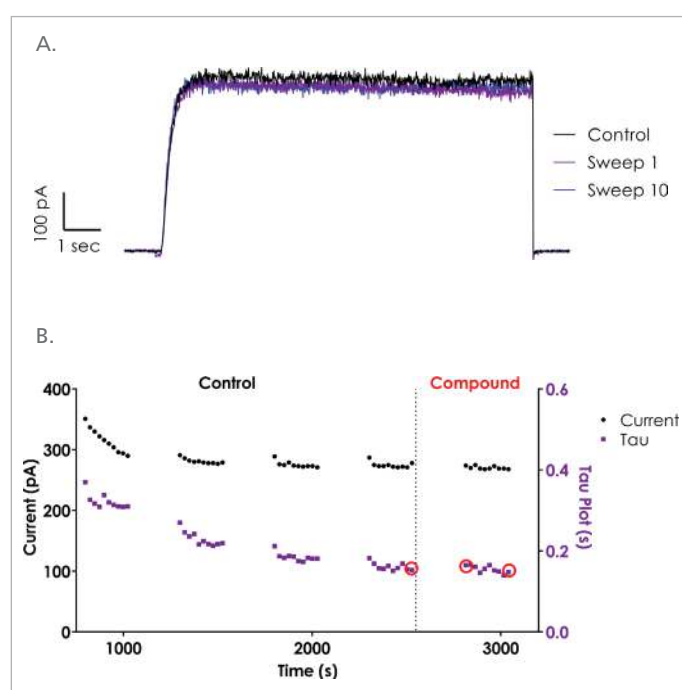 A.
Control
Sweep 1
Sweep 10
100 pA
1 sec
B.
Control
Compound
400
300
200
100
0
Current (pA)
0.6
0.4
0.2
0.0
Tau Plot (s)
Current
Tau
1000
2000
3000
Time (s)